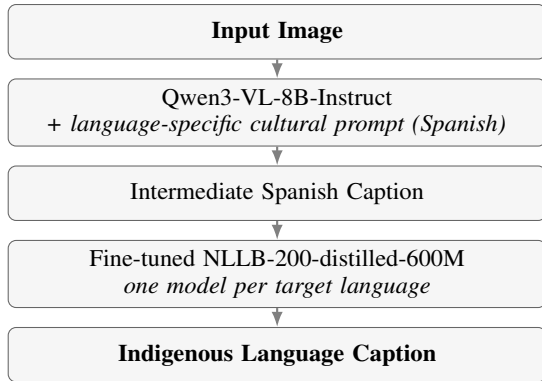 Input Image
Qwen3-VL-8B-Instruct
+ language-specific cultural prompt (Spanish)
Intermediate Spanish Caption
Fine-tuned NLLB-200-distilled-600M
one model per target language
Indigenous Language Caption